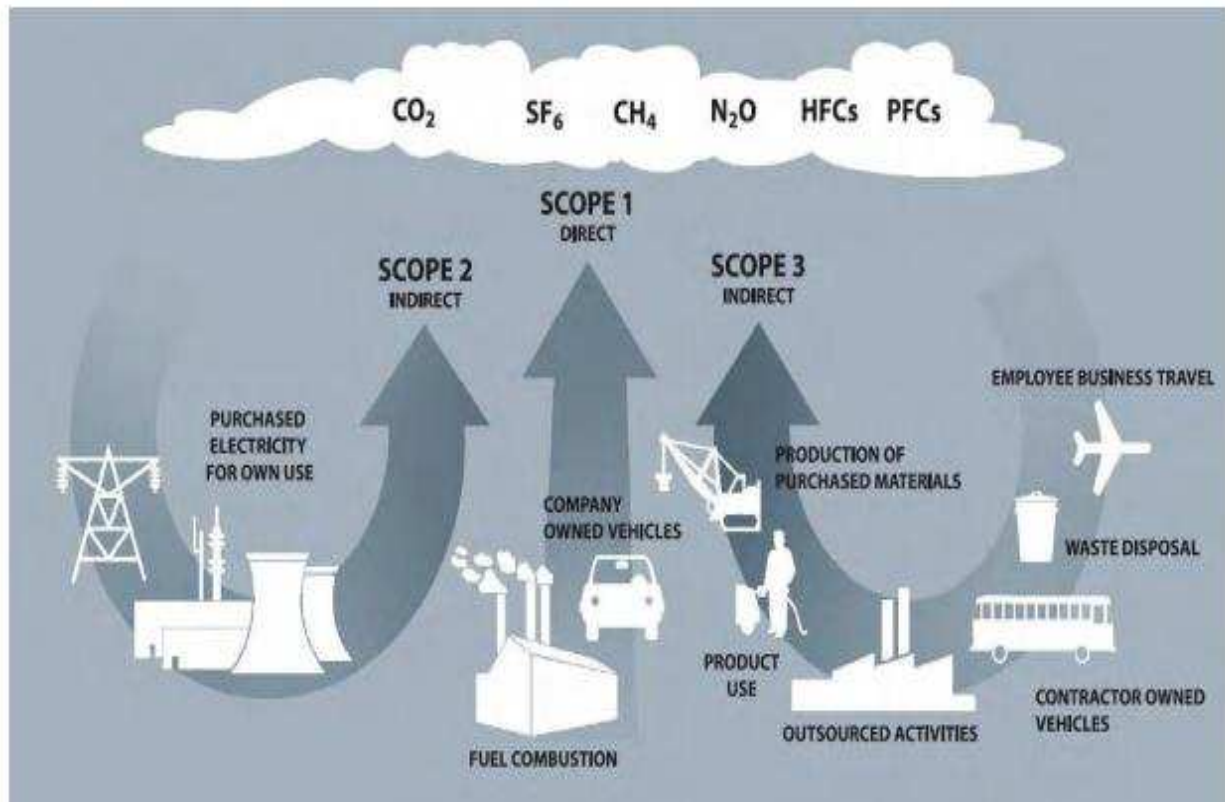 CO₂ SF₆ CH₄ N₂O HFCs PFCs
SCOPE 1
DIRECT
SCOPE 2
INDIRECT
SCOPE 3
INDIRECT
PURCHASED
ELECTRICITY
FOR OWN USE
COMPANY
OWNED VEHICLES
FUEL COMBUSTION
PRODUCTION OF
PURCHASED MATERIALS
PRODUCT
USE
OUTSOURCED ACTIVITIES
EMPLOYEE BUSINESS TRAVEL
WASTE DISPOSAL
CONTRACTOR OWNED
VEHICLES